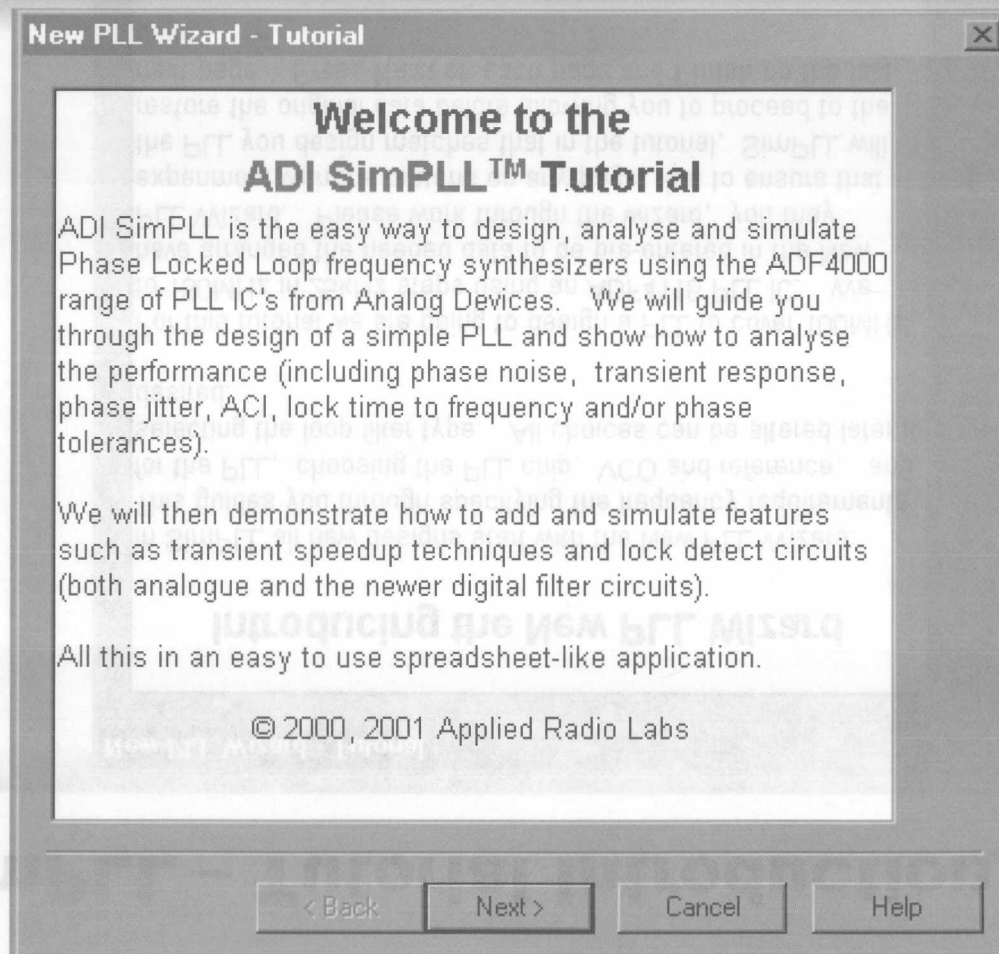 New PLL Wizard - Tutorial
Welcome to the
ADI SimPLL™ Tutorial
ADI SimPLL is the easy way to design, analyse and simulate
Phase Locked Loop frequency synthesizers using the ADF4000
range of PLL IC's from Analog Devices. We will guide you
through the design of a simple PLL and show how to analyse
the performance (including phase noise, transient response,
phase jitter, ACI, lock time to frequency and/or phase
tolerances).
We will then demonstrate how to add and simulate features
such as transient speedup techniques and lock detect circuits
(both analogue and the newer digital filter circuits).
All this in an easy to use spreadsheet-like application.
© 2000, 2001 Applied Radio Labs
< Back
Next >
Cancel
Help